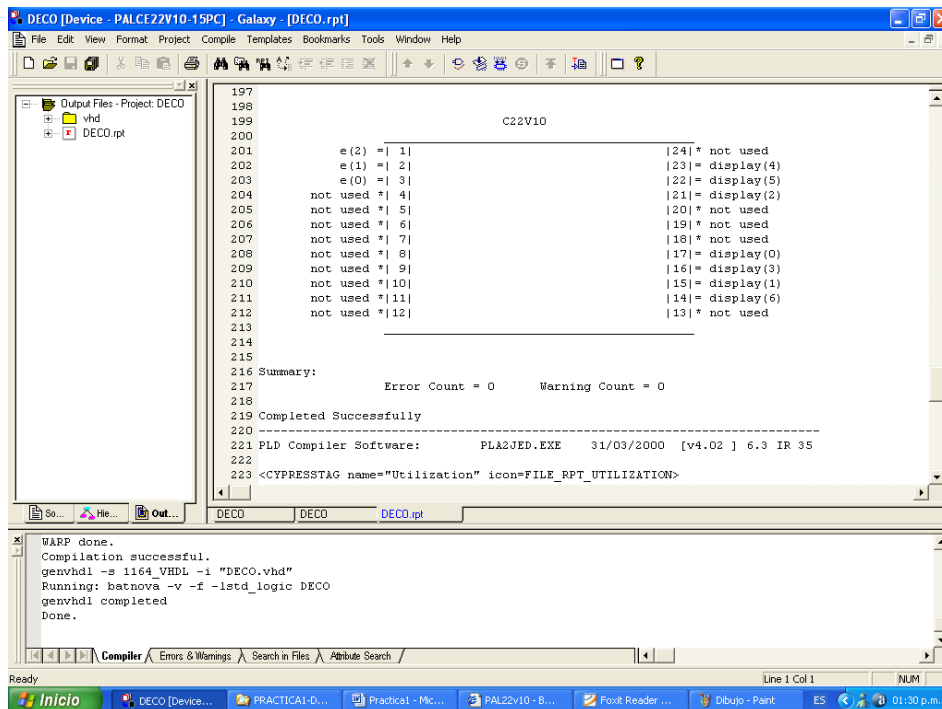 DECO [Device - PALCE22V10-15PC] - Galaxy - [DECO.rpt]
File Edit View Format Project Compile Templates Bookmarks Tools Window Help
Output Files - Project: DECO
vhd
DECO.rpt
197
198
199 C22V10
200
201 e(2) =| 1| |24|* not used
202 e(1) =| 2| |23|= display(4)
203 e(0) =| 3| |22|= display(5)
204 not used *| 4| |21|= display(2)
205 not used *| 5| |20|* not used
206 not used *| 6| |19|* not used
207 not used *| 7| |18|* not used
208 not used *| 8| |17|= display(0)
209 not used *| 9| |16|= display(3)
210 not used *|10| |15|= display(1)
211 not used *|11| |14|= display(6)
212 not used *|12| |13|* not used
213
214
215
216 Summary:
217 Error Count = 0 Warning Count = 0
218
219 Completed Successfully
220 ----------------------------------------------------------------------
221 PLD Compiler Software: PLA2JED.EXE 31/03/2000 [v4.02 ] 6.3 IR 35
222
223 <CYPRESSTAG name="Utilization" icon=FILE_RPT_UTILIZATION>
So... Hie... Out...
DECO DECO DECO.rpt
WARP done.
Compilation successful.
genvhdl -s 1164_VHDL -i "DECO.vhd"
Running: batnova -v -f -lstd_logic DECO
genvhdl completed
Done.
Compiler Errors & Warnings Search in Files Attribute Search
Ready Line 1 Col 1 NUM
Inicio DECO [Device... PRACTICA1-D... Practica1 - Mic... PAL22v10 - B... Foxit Reader ... Dibujo - Paint ES 01:30 p.m.